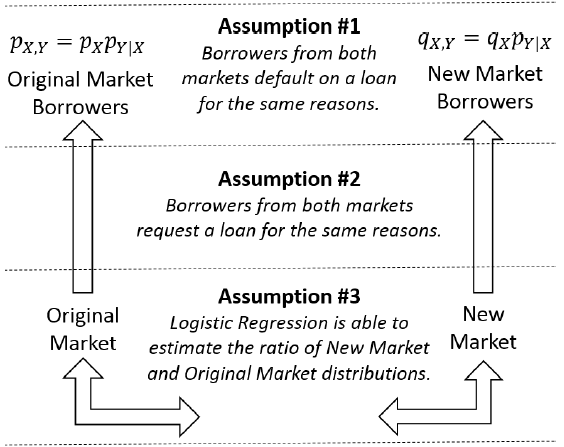 Assumption #1
p_{X,Y} = p_X p_{Y|X}
Original Market
Borrowers
Borrowers from both
markets default on a loan
for the same reasons.
q_{X,Y} = q_X p_{Y|X}
New Market
Borrowers
Assumption #2
Borrowers from both markets
request a loan for the same reasons.
Assumption #3
Original
Market
Logistic Regression is able to
estimate the ratio of New Market
and Original Market distributions.
New
Market